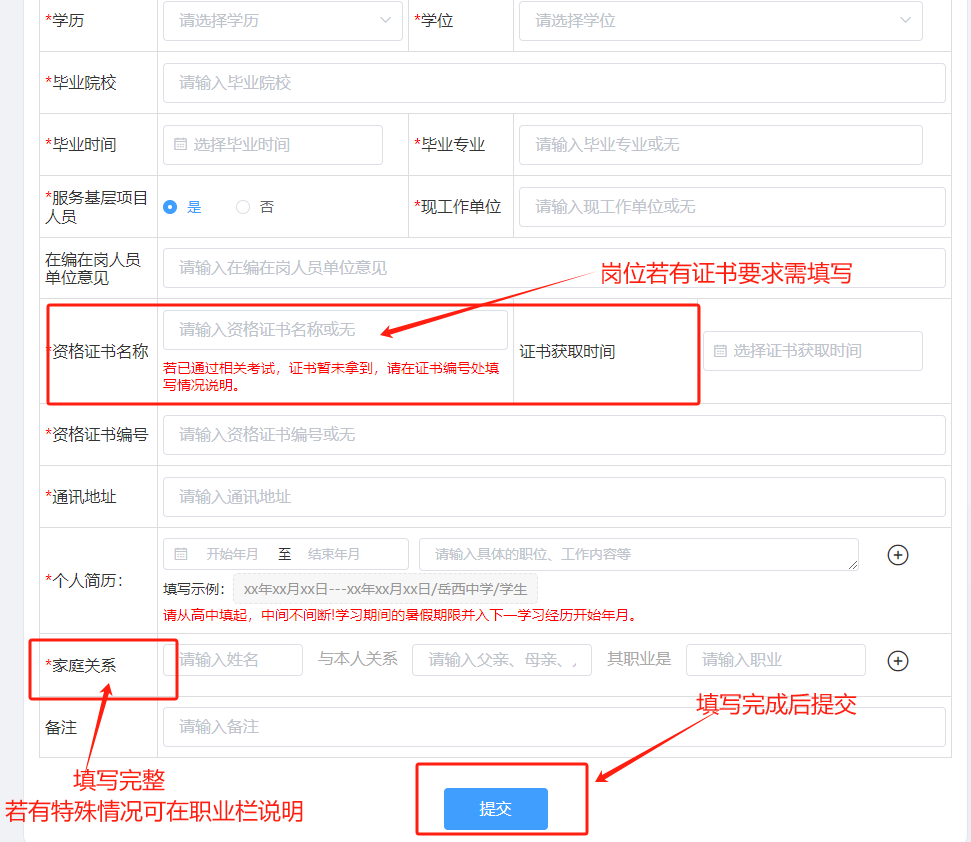 *学历 请选择学历 *学位 请选择学位
*毕业院校 请输入毕业院校
*毕业时间 选择毕业时间 *毕业专业 请输入毕业专业或无
*服务基层项目
人员 是 否 *现工作单位 请输入现工作单位或无
在编在岗人员
单位意见 请输入在编在岗人员单位意见
岗位若有证书要求需填写
*资格证书名称 请输入资格证书名称或无
若已通过相关考试，证书暂未拿到，请在证书编号处填
写情况说明。
证书获取时间 选择证书获取时间
*资格证书编号 请输入资格证书编号或无
*通讯地址 请输入通讯地址
*个人简历： 开始年月 至 结束年月 请输入具体的职位、工作内容等
填写示例： xx年xx月xx日---xx年xx月xx日/岳西中学/学生
请从高中填起，中间不间断!学习期间的暑假期限并入下一学习经历开始年月。
*家庭关系 请输入姓名 与本人关系 请输入父亲、母亲、, 其职业是 请输入职业
填写完成后提交
备注 请输入备注
填写完整
若有特殊情况可在职业栏说明
提交